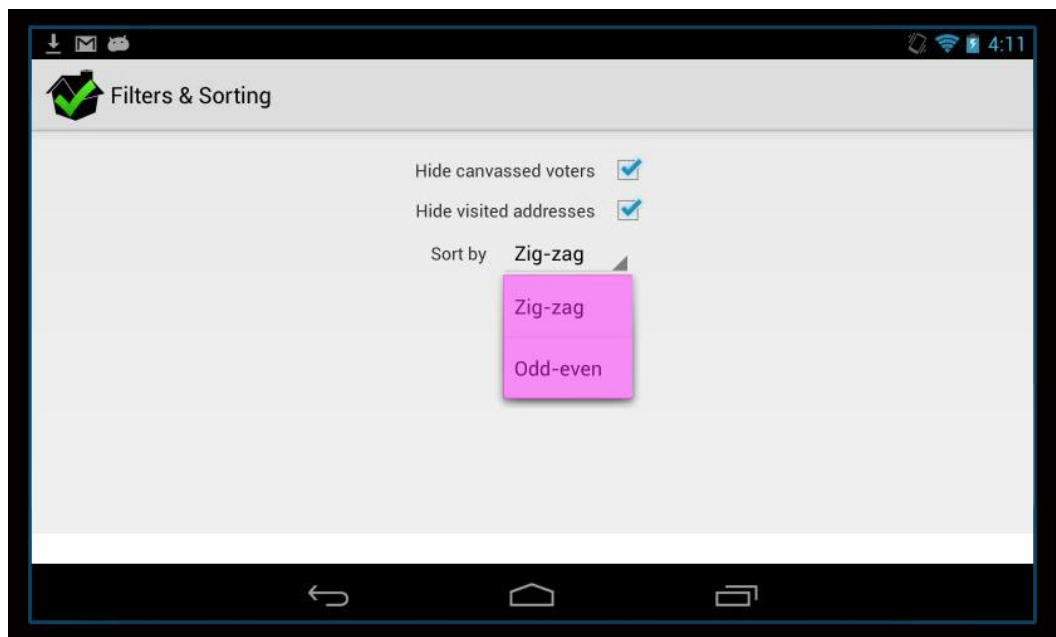 4:11
Filters & Sorting
Hide canvassed voters
Hide visited addresses
Sort by Zig-zag
Zig-zag
Odd-even